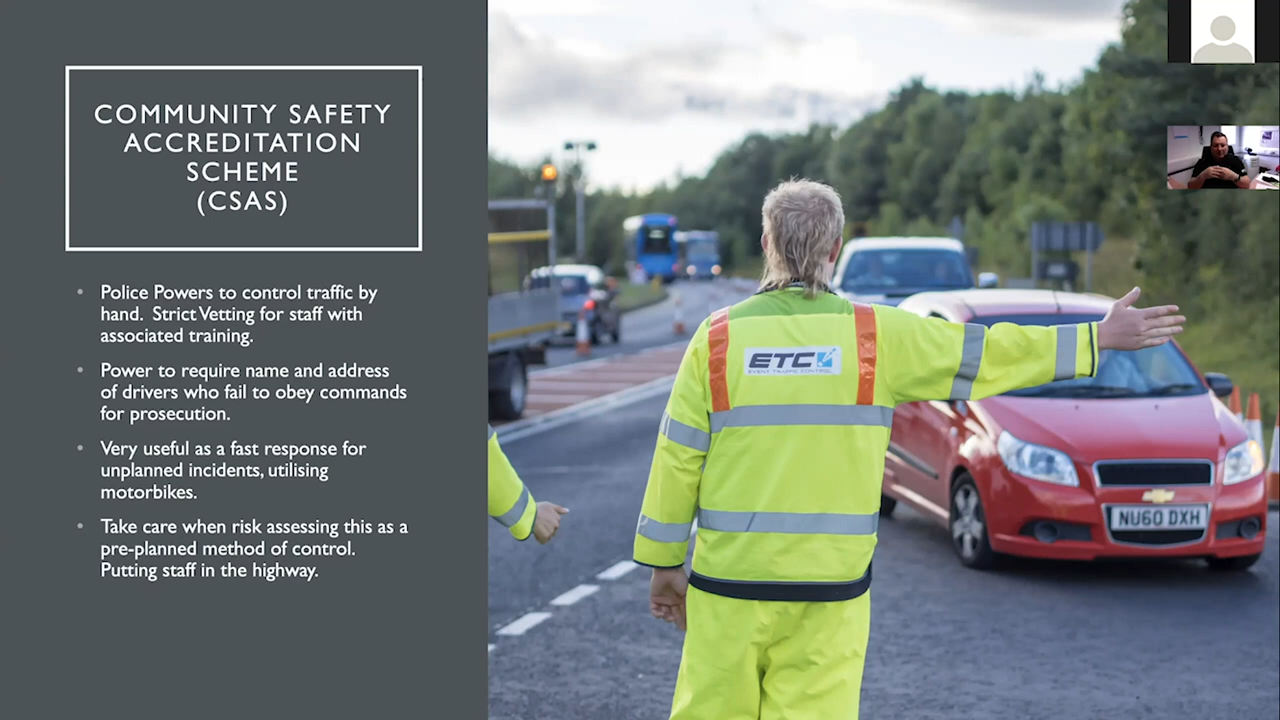 COMMUNITY SAFETY
ACCREDITATION
SCHEME
(CSAS)
• Police Powers to control traffic by
hand. Strict Vetting for staff with
associated training.
• Power to require name and address
of drivers who fail to obey commands
for prosecution.
• Very useful as a fast response for
unplanned incidents, utilising
motorbikes.
• Take care when risk assessing this as a
pre-planned method of control.
Putting staff in the highway.
ETC
EVENT TRAFFIC CONTROL
NU60 DXH